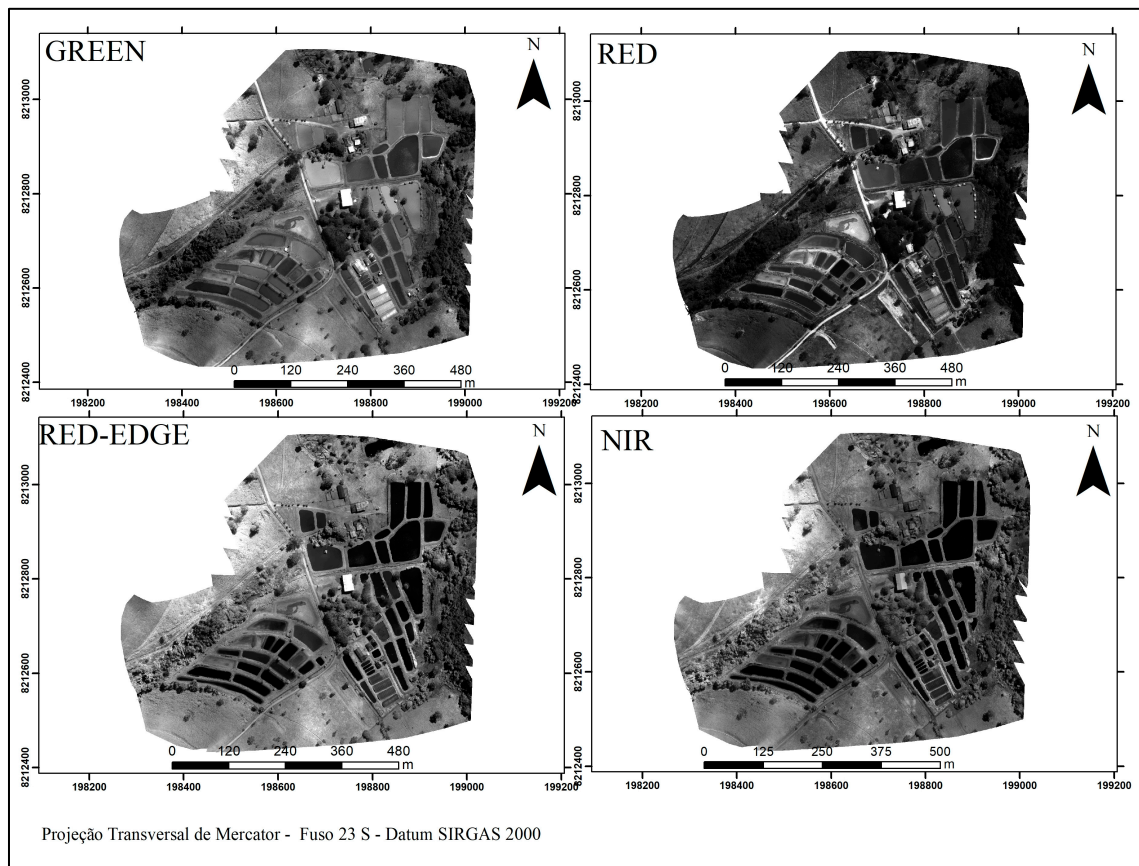 GREEN
N
8213000
8212800
8212600
8212400
0 120 240 360 480
m
198200 198400 198600 198800 199000 199200
RED
N
8213000
8212800
8212600
8212400
0 120 240 360 480
m
198200 198400 198600 198800 199000 199200
RED-EDGE
N
8213000
8212800
8212600
8212400
0 120 240 360 480
m
198200 198400 198600 198800 199000 199200
NIR
N
8213000
8212800
8212600
8212400
0 125 250 375 500
m
198200 198400 198600 198800 199000 199200
Projeção Transversal de Mercator - Fuso 23 S - Datum SIRGAS 2000